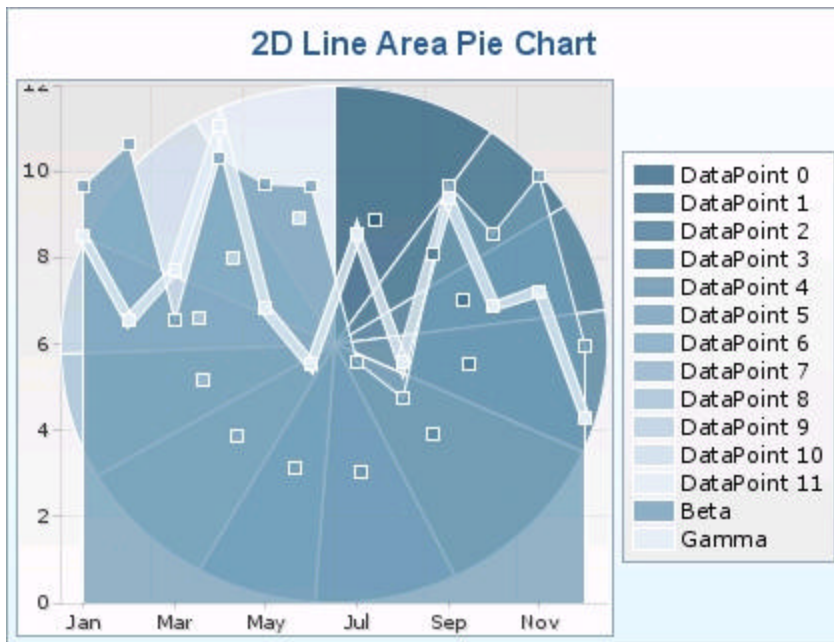 2D Line Area Pie Chart
12
10
8
6
4
2
0
Jan Mar May Jul Sep Nov
DataPoint 0
DataPoint 1
DataPoint 2
DataPoint 3
DataPoint 4
DataPoint 5
DataPoint 6
DataPoint 7
DataPoint 8
DataPoint 9
DataPoint 10
DataPoint 11
Beta
Gamma